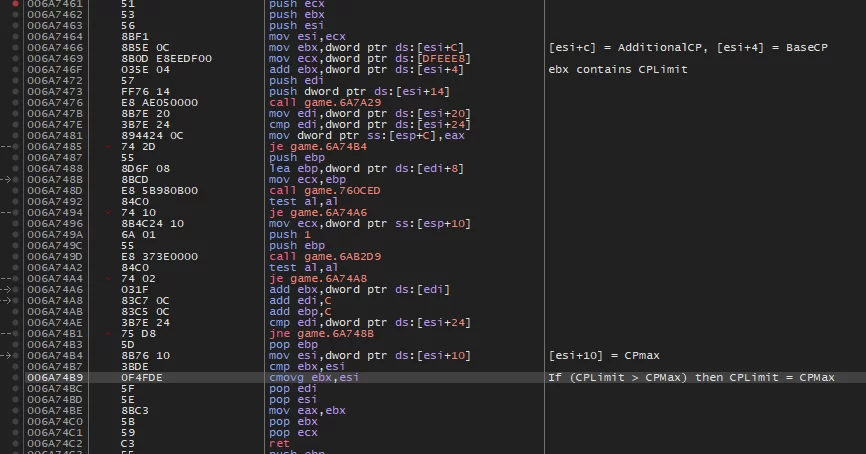 006A7461 51 push ecx
006A7462 53 push ebx
006A7463 56 push esi
006A7464 8BF1 mov esi,ecx
006A7466 8B5E 0C mov ebx,dword ptr ds:[esi+C] [esi+c] = AdditionalCP, [esi+4] = BaseCP
006A7469 8B0D E8EEDF00 mov ecx,dword ptr ds:[DFEEE8]
006A746F 035E 04 add ebx,dword ptr ds:[esi+4] ebx contains CPLimit
006A7472 57 push edi
006A7473 FF76 14 push dword ptr ds:[esi+14]
006A7476 E8 AE050000 call game.6A7A29
006A747B 8B7E 20 mov edi,dword ptr ds:[esi+20]
006A747E 3B7E 24 cmp edi,dword ptr ds:[esi+24]
006A7481 894424 0C mov dword ptr ss:[esp+C],eax
006A7485 74 2D je game.6A74B4
006A7487 55 push ebp
006A7488 8D6F 08 lea ebp,dword ptr ds:[edi+8]
006A748B 8BCD mov ecx,ebp
006A748D E8 5B980B00 call game.760CED
006A7492 84C0 test al,al
006A7494 74 10 je game.6A74A6
006A7496 8B4C24 10 mov ecx,dword ptr ss:[esp+10]
006A749A 6A 01 push 1
006A749C 55 push ebp
006A749D E8 373E0000 call game.6AB2D9
006A74A2 84C0 test al,al
006A74A4 74 02 je game.6A74A8
006A74A6 031F add ebx,dword ptr ds:[edi]
006A74A8 83C7 0C add edi,C
006A74AB 83C5 0C add ebp,C
006A74AE 3B7E 24 cmp edi,dword ptr ds:[esi+24]
006A74B1 75 D8 jne game.6A748B
006A74B3 5D pop ebp
006A74B4 8B76 10 mov esi,dword ptr ds:[esi+10] [esi+10] = CPmax
006A74B7 3BDE cmp ebx,esi
006A74B9 0F4FDE cmovg ebx,esi If (CPLimit > CPMax) then CPLimit = CPMax
006A74BC 5F pop edi
006A74BD 5E pop esi
006A74BE 8BC3 mov eax,ebx
006A74C0 5B pop ebx
006A74C1 59 pop ecx
006A74C2 C3 ret